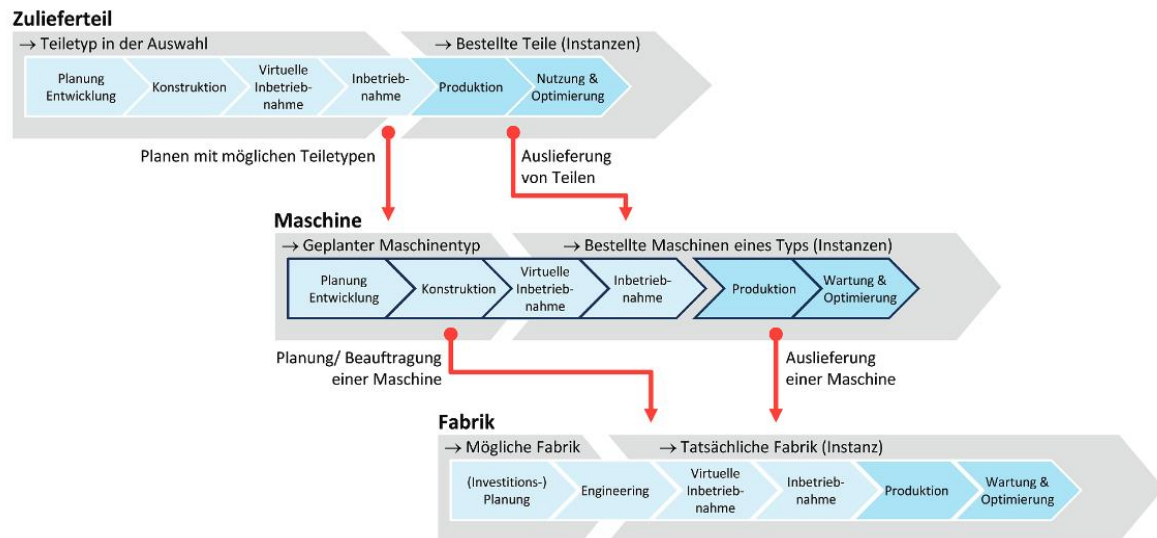 Zulieferteil
→ Teiletyp in der Auswahl
→ Bestellte Teile (Instanzen)
Planung
Entwicklung
Konstruktion
Virtuelle
Inbetrieb-
nahme
Inbetrieb-
nahme
Produktion
Nutzung &
Optimierung
Planen mit möglichen Teiletypen
Auslieferung
von Teilen
Maschine
→ Geplanter Maschinentyp
→ Bestellte Maschinen eines Typs (Instanzen)
Planung
Entwicklung
Konstruktion
Virtuelle
Inbetrieb-
nahme
Inbetrieb-
nahme
Produktion
Wartung &
Optimierung
Planung/ Beauftragung
einer Maschine
Auslieferung
einer Maschine
Fabrik
→ Mögliche Fabrik
→ Tatsächliche Fabrik (Instanz)
(Investitions-)
Planung
Engineering
Virtuelle
Inbetrieb-
nahme
Inbetrieb-
nahme
Produktion
Wartung &
Optimierung